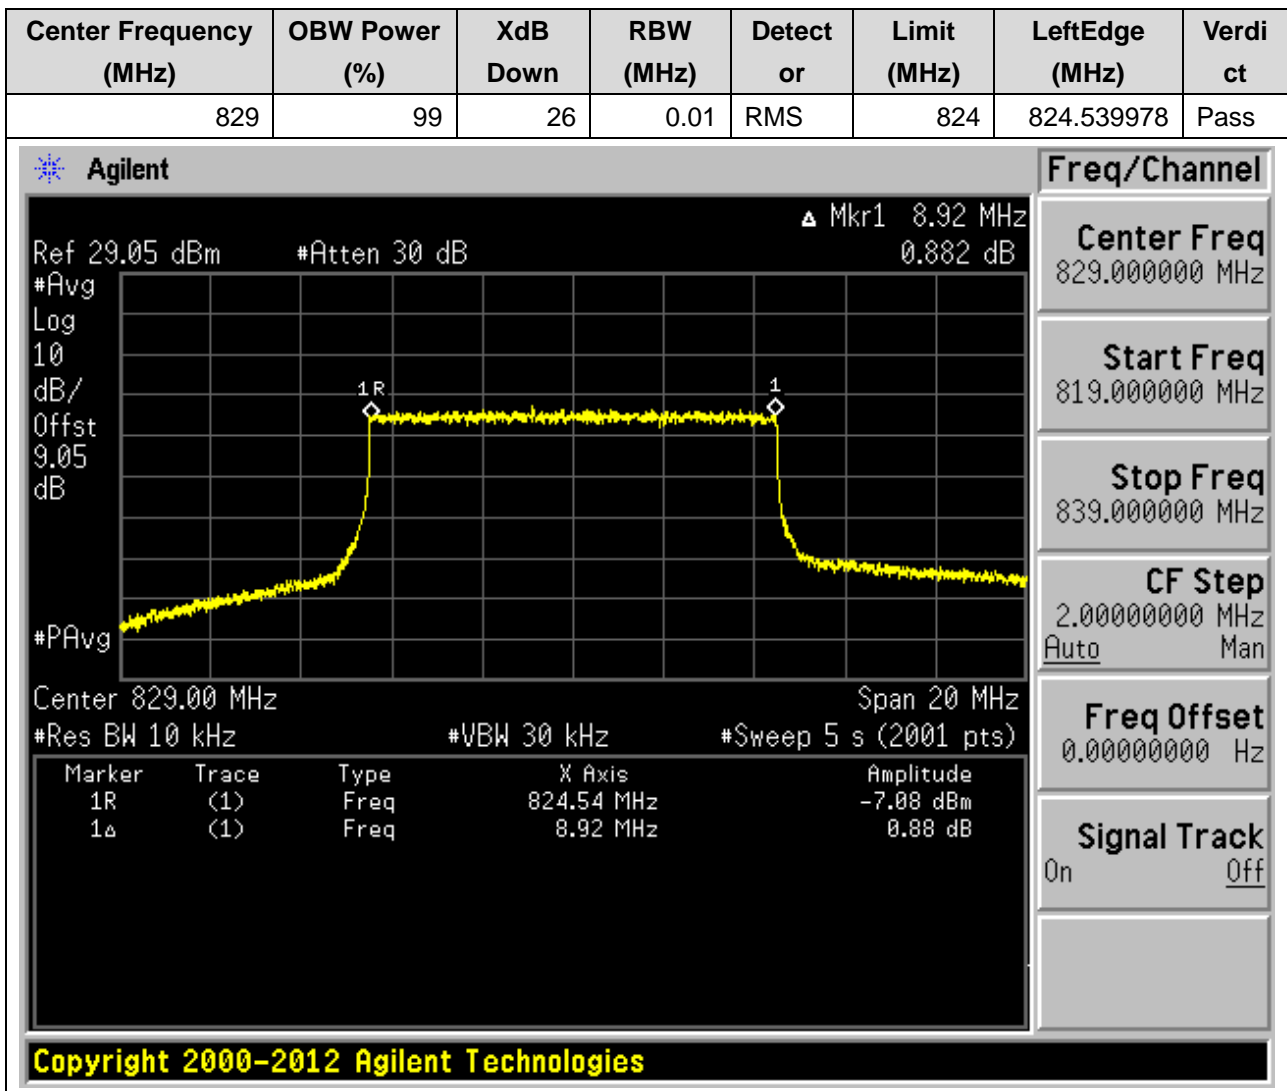 Center Frequency (MHz) OBW Power (%) XdB Down RBW (MHz) Detect or Limit (MHz) LeftEdge (MHz) Verdi ct
829 99 26 0.01 RMS 824 824.539978 Pass
Agilent
Freq/Channel
Δ Mkr1 8.92 MHz
Ref 29.05 dBm #Atten 30 dB 0.882 dB
#Avg
Log
10
dB/
Offst
9.05
dB
#PAvg
1R
1
Center 829.00 MHz Span 20 MHz
#Res BW 10 kHz #VBW 30 kHz #Sweep 5 s (2001 pts)
Marker Trace Type X Axis Amplitude
1R (1) Freq 824.54 MHz -7.08 dBm
1Δ (1) Freq 8.92 MHz 0.88 dB
Center Freq
829.000000 MHz
Start Freq
819.000000 MHz
Stop Freq
839.000000 MHz
CF Step
2.00000000 MHz
Auto Man
Freq Offset
0.00000000 Hz
Signal Track
On Off
Copyright 2000-2012 Agilent Technologies